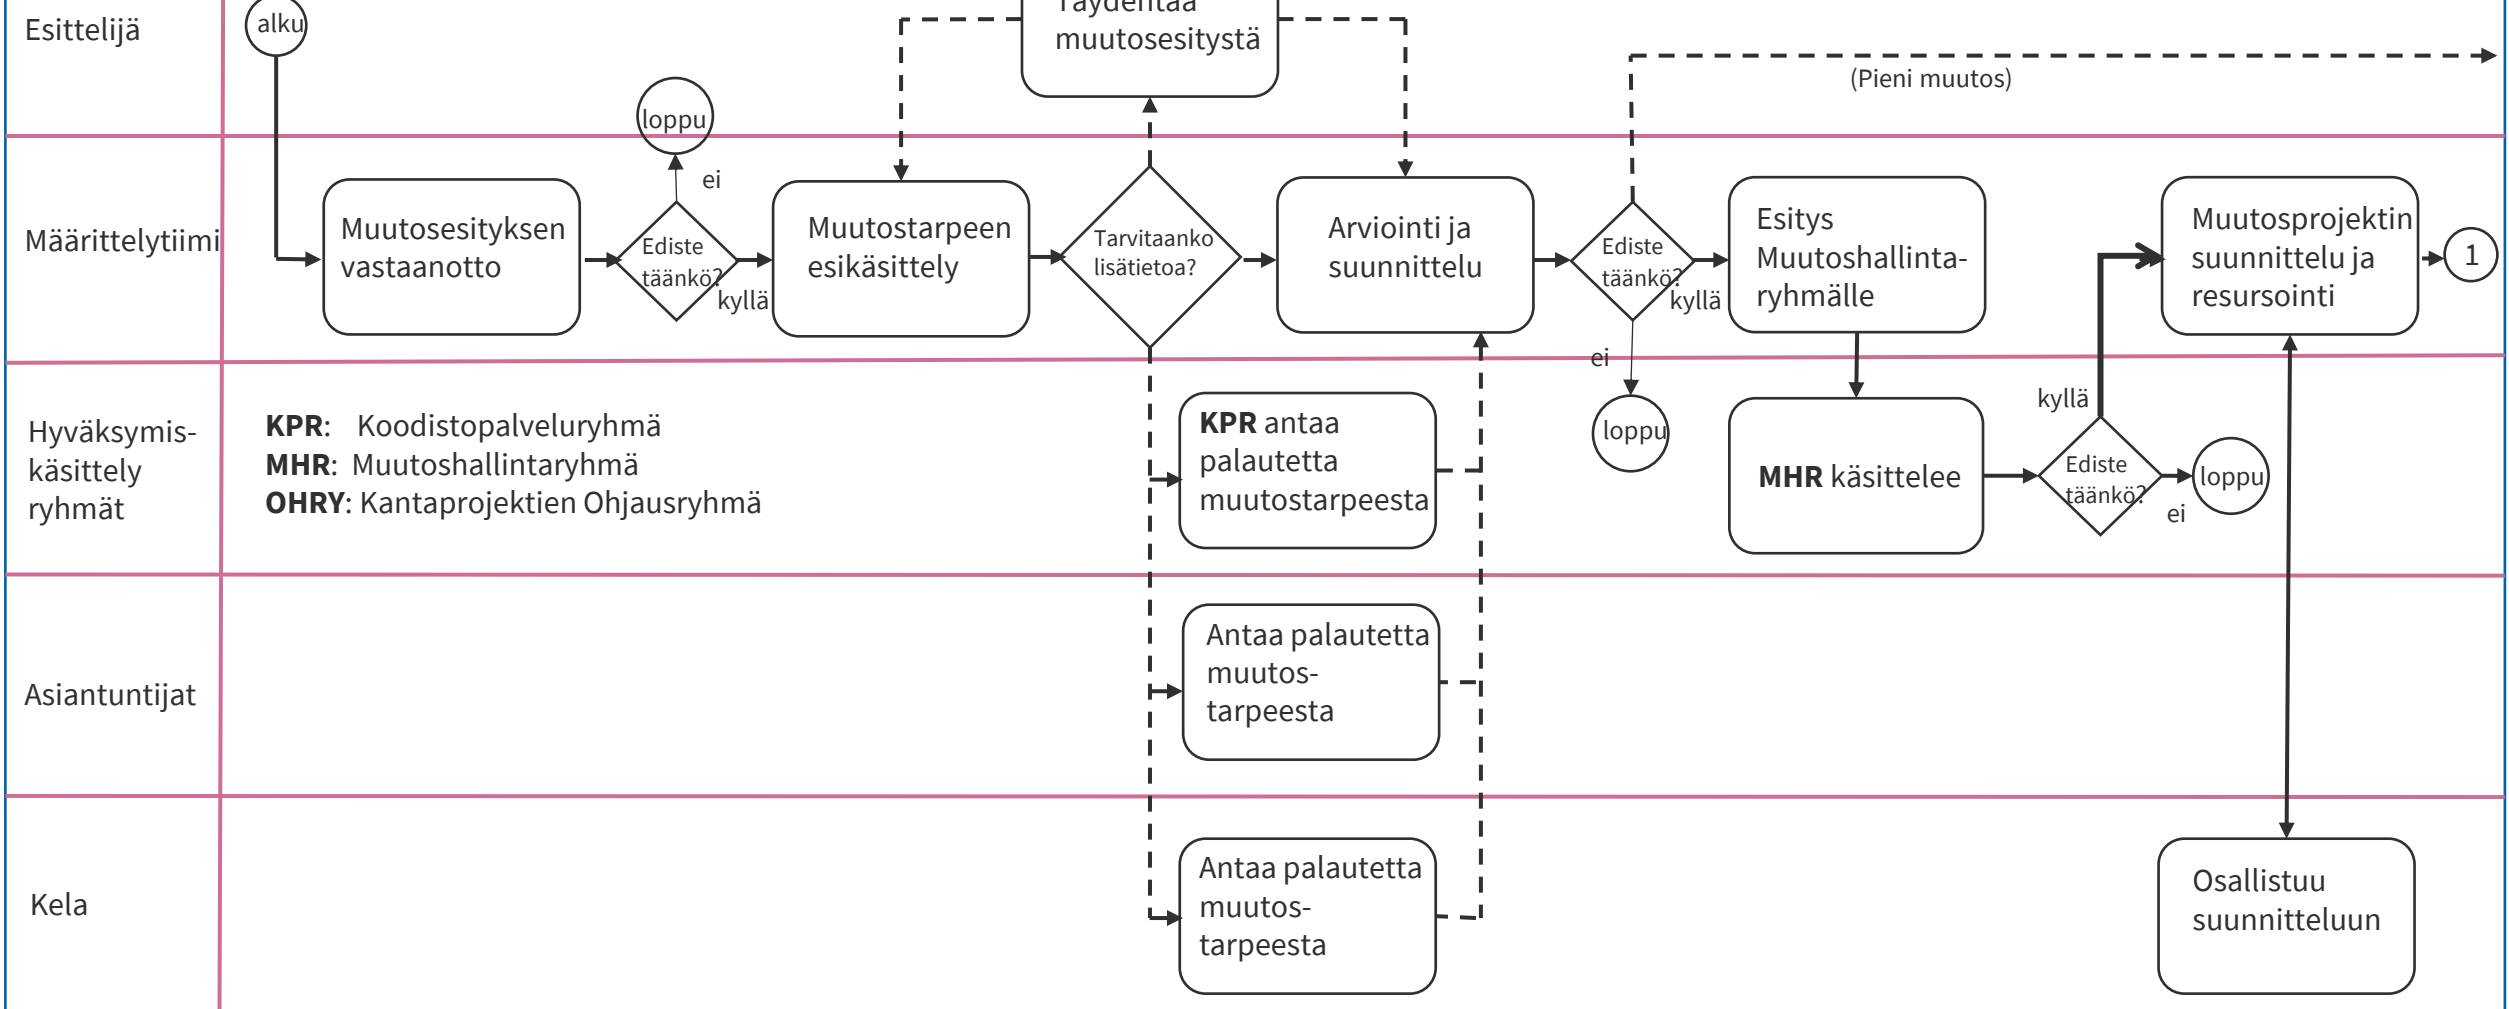 Esittelijä
alku
Täydentää
muutosesitystä
(Pieni muutos)
loppu
ei
Määrittelytiimi
Muutosesityksen
vastaanotto
Ediste
täänkö?
kyllä
Muutostarpeen
esikäsittely
Tarvitaanko
lisätietoa?
Arviointi ja
suunnittelu
Ediste
täänkö?
kyllä
ei
loppu
Esitys
Muutoshallinta-
ryhmälle
Muutosprojektin
suunnittelu ja
resursointi
1
Hyväksymis-
käsittely
ryhmät
KPR: Koodistopalveluryhmä
MHR: Muutoshallintaryhmä
OHRY: Kantaprojektien Ohjausryhmä
KPR antaa
palautetta
muutostarpeesta
MHR käsittelee
kyllä
Ediste
täänkö?
ei
loppu
Asiantuntijat
Antaa palautetta
muutos-
tarpeesta
Kela
Antaa palautetta
muutos-
tarpeesta
Osallistuu
suunnitteluun